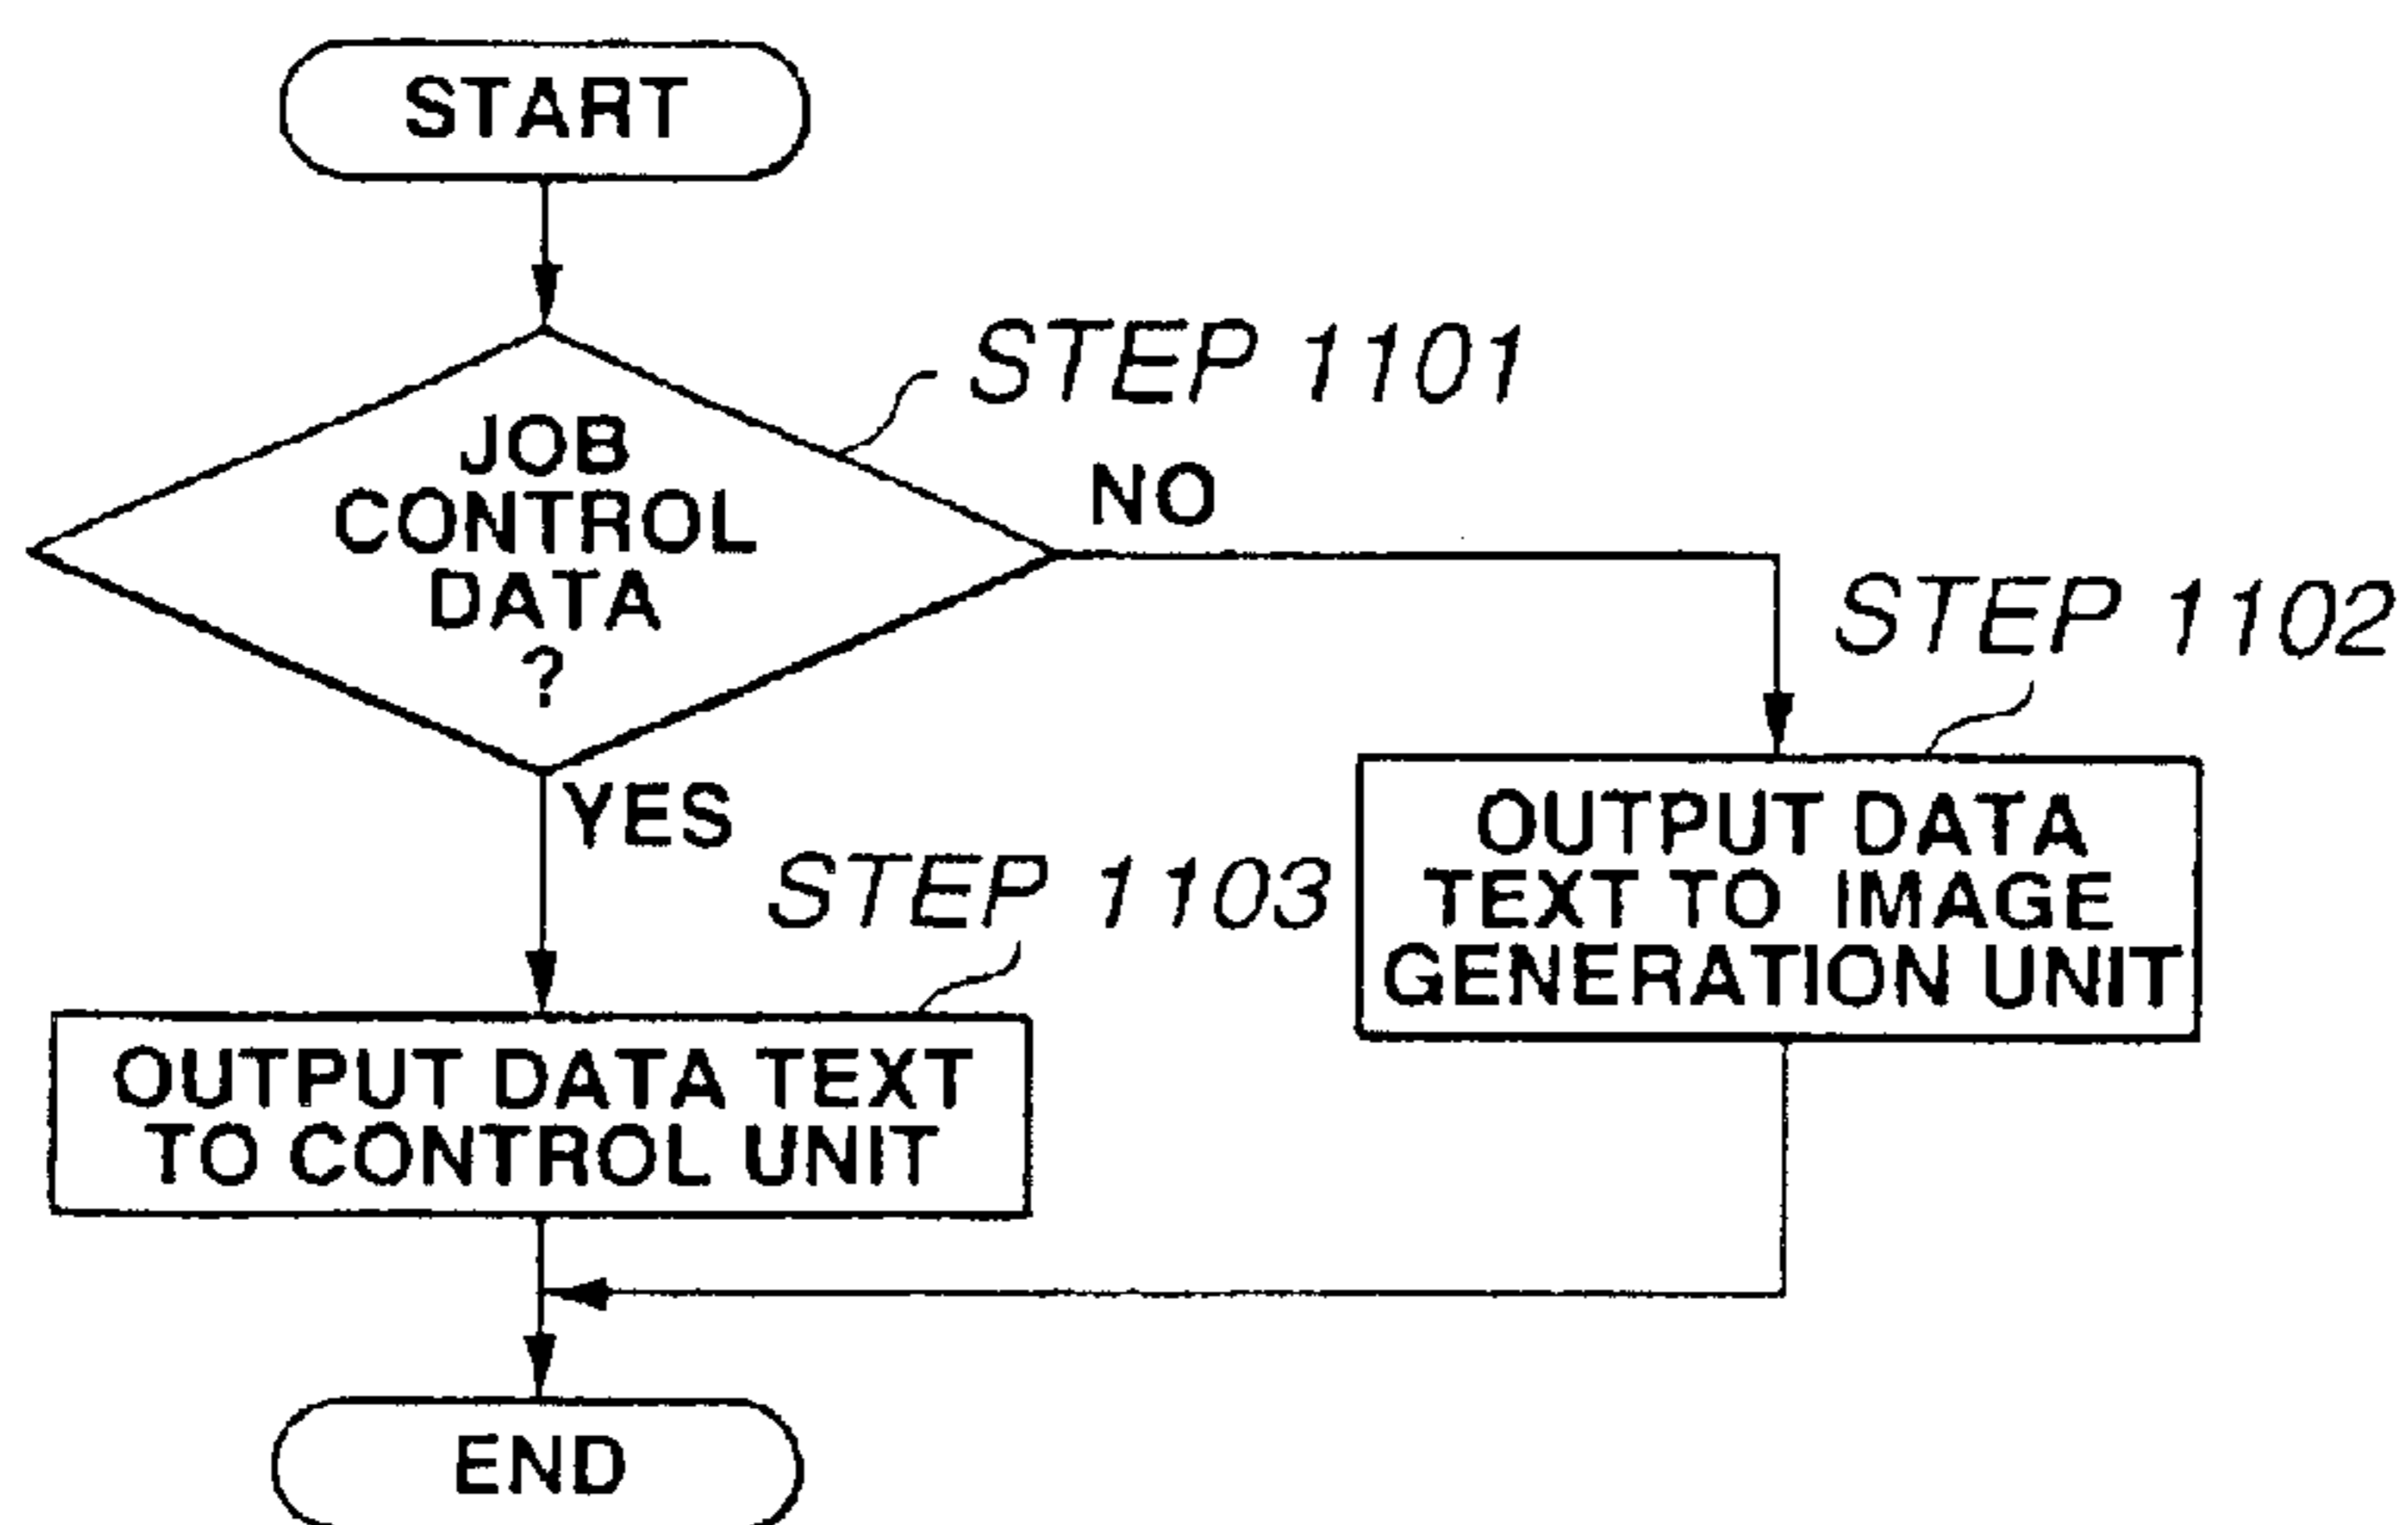 START
STEP 1101
JOB
CONTROL
DATA
?
NO
STEP 1102
YES
STEP 1103
OUTPUT DATA
TEXT TO IMAGE
GENERATION UNIT
OUTPUT DATA TEXT
TO CONTROL UNIT
END